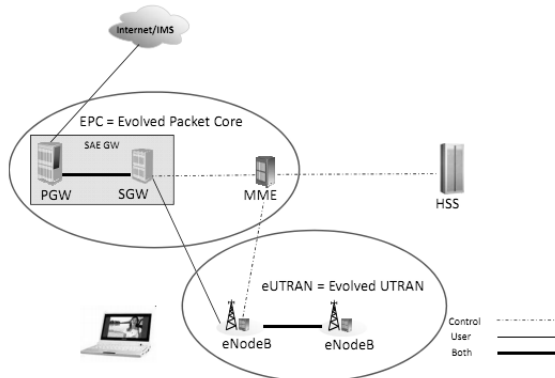 Internet/IMS
EPC = Evolved Packet Core
SAE GW
PGW
SGW
MME
HSS
eUTRAN = Evolved UTRAN
eNodeB
eNodeB
Control
User
Both